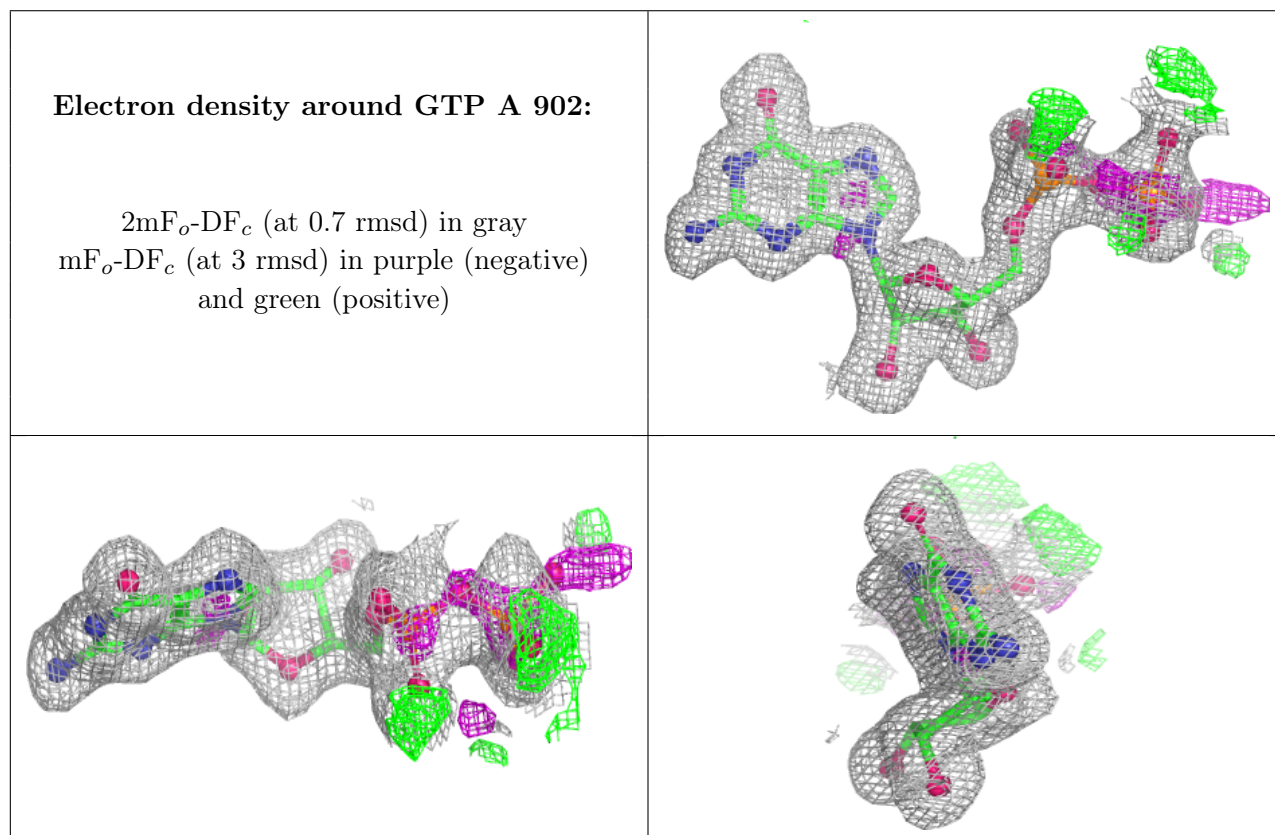 Electron density around GTP A 902:
2mFₒ-DF𝒸 (at 0.7 rmsd) in gray
mFₒ-DF𝒸 (at 3 rmsd) in purple (negative)
and green (positive)